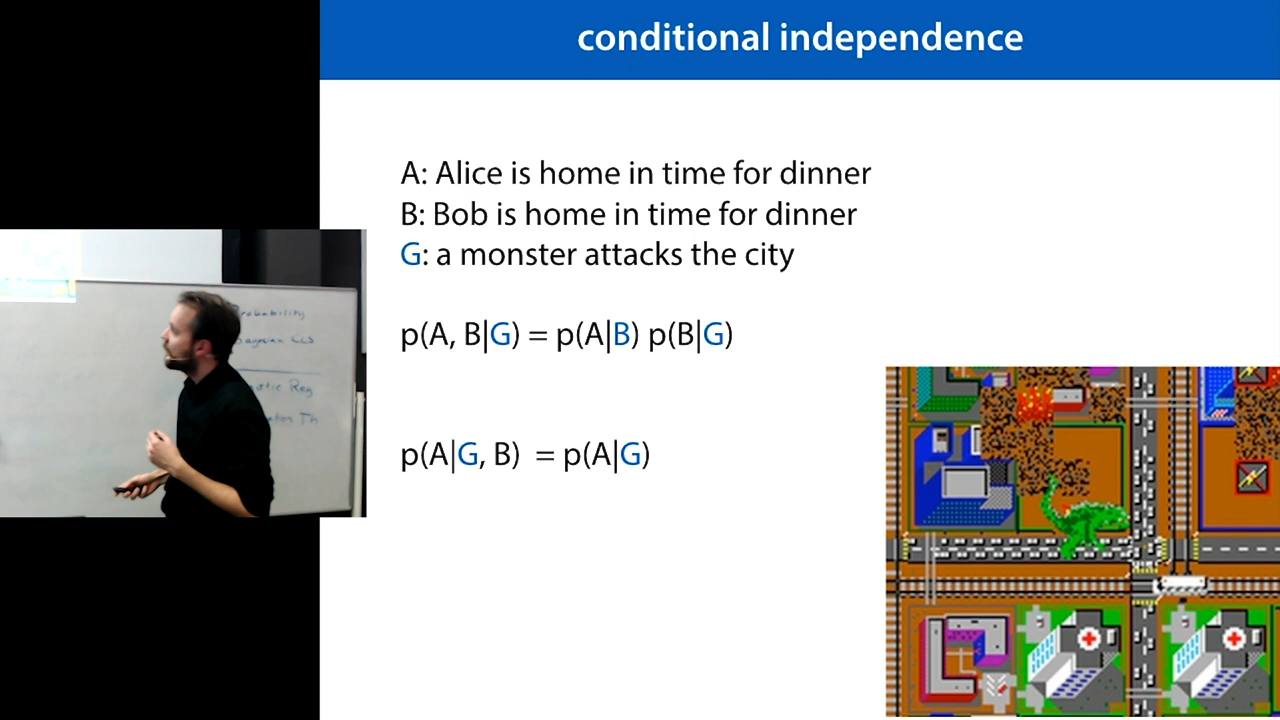 conditional independence
A: Alice is home in time for dinner
B: Bob is home in time for dinner
G: a monster attacks the city
p(A, B|G) = p(A|B) p(B|G)
p(A|G, B) = p(A|G)